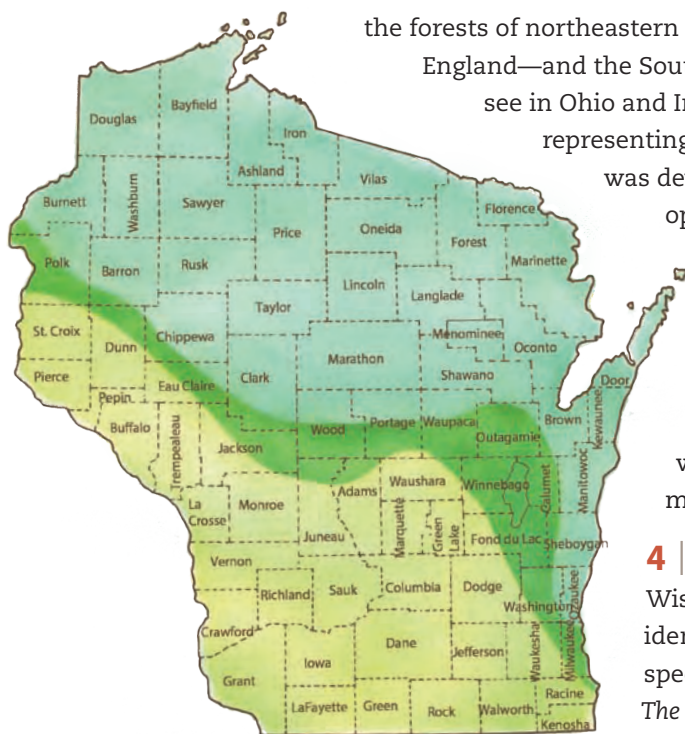 the forests of northeastern
England—and the Sout
see in Ohio and In
representing
was de
op
w
m
4 |
Wis
iden
spe
The
Douglas
Bayfield
Iron
Ashland
Vilas
Burnett
Washburn
Sawyer
Price
Oneida
Florence
Forest
Marinette
Polk
Barron
Rusk
Lincoln
Langlade
Taylor
Menominee
Oconto
St. Croix
Dunn
Chippewa
Clark
Marathon
Shawano
Door
Pierce
Pepin
Eau Claire
Buffalo
Trempealeau
Jackson
Wood
Portage
Waupaca
Outagamie
Brown
Kewaunee
La
Crosse
Monroe
Juneau
Adams
Waushara
Marquette
Green
Lake
Winnebago
Calumet
Manitowoc
Fond du Lac
Sheboygan
Vernon
Richland
Sauk
Columbia
Dodge
Washington
Ozaukee
Crawford
Iowa
Dane
Jefferson
Waukesha
Milwaukee
Grant
LaFayette
Green
Rock
Walworth
Racine
Kenosha